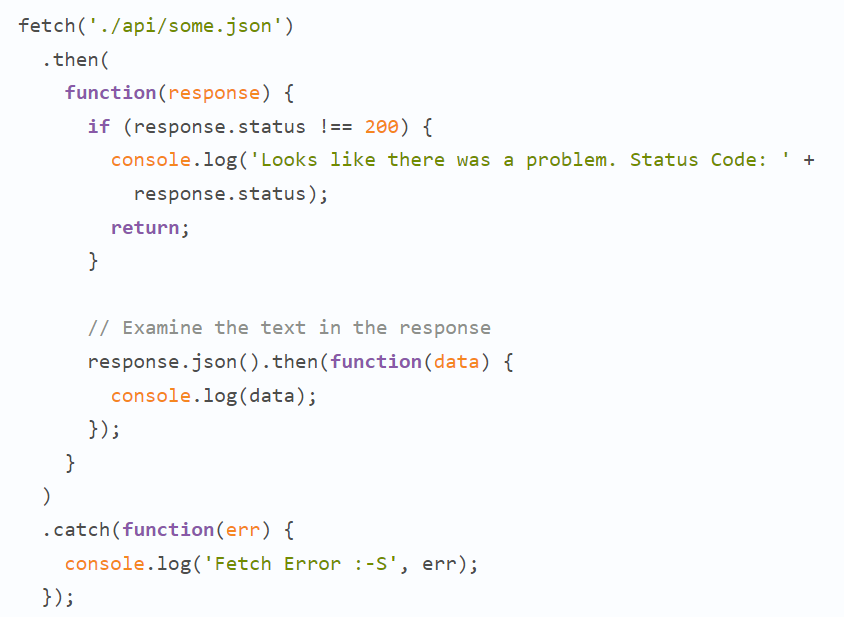 fetch('./api/some.json')
  .then(
    function(response) {
      if (response.status !== 200) {
        console.log('Looks like there was a problem. Status Code: ' +
          response.status);
        return;
      }

      // Examine the text in the response
      response.json().then(function(data) {
        console.log(data);
      });
    }
  )
  .catch(function(err) {
    console.log('Fetch Error :-S', err);
  });